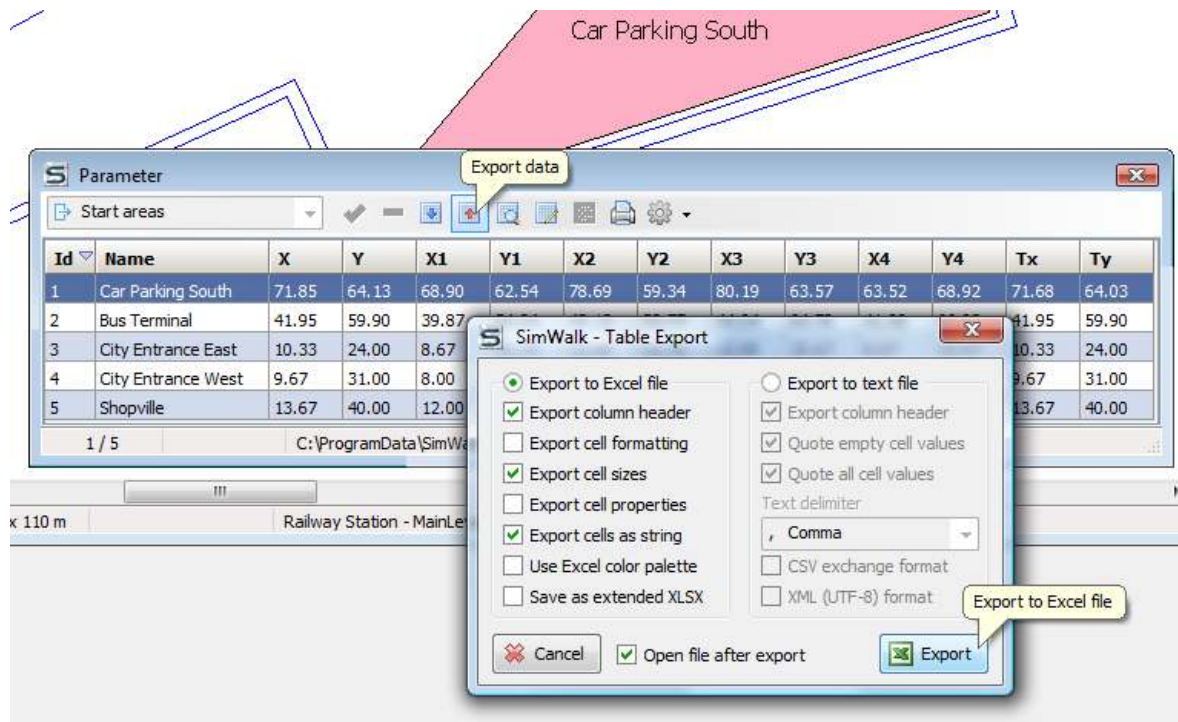 Car Parking South
Parameter
Export data
Start areas
Id Name X Y X1 Y1 X2 Y2 X3 Y3 X4 Y4 Tx Ty
1 Car Parking South 71.85 64.13 68.90 62.54 78.69 59.34 80.19 63.57 63.52 68.92 71.68 64.03
2 Bus Terminal 41.95 59.90 39.87 41.95 59.90
3 City Entrance East 10.33 24.00 8.67 10.33 24.00
4 City Entrance West 9.67 31.00 8.00 9.67 31.00
5 Shopville 13.67 40.00 12.00 13.67 40.00
1 / 5 C:\ProgramData\SimWa
x 110 m Railway Station - MainLe
SimWalk - Table Export
Export to Excel file
Export column header
Export cell formatting
Export cell sizes
Export cell properties
Export cells as string
Use Excel color palette
Save as extended XLSX
Export to text file
Export column header
Quote empty cell values
Quote all cell values
Text delimiter
, Comma
CSV exchange format
XML (UTF-8) format
Export to Excel file
Cancel
Open file after export
Export